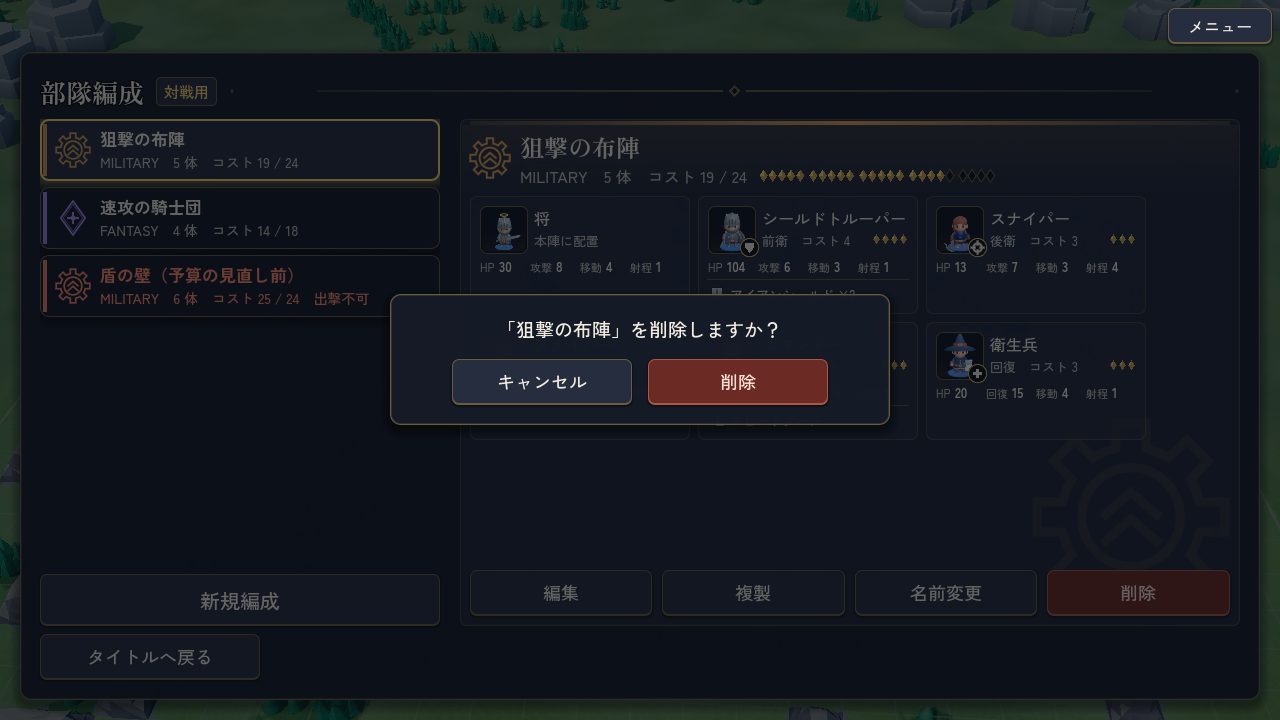 メニュー
部隊編成 対戦用
狙撃の布陣
MILITARY 5 体 コスト 19 / 24
速攻の騎士団
FANTASY 4 体 コスト 14 / 18
盾の壁（予算の見直し前）
MILITARY 6 体 コスト 25 / 24 出撃不可
新規編成
タイトルへ戻る
狙撃の布陣
MILITARY 5 体 コスト 19 / 24
将
本陣に配置
HP 30 攻撃 8 移動 4 射程 1
シールドトルーパー
前衛 コスト 4
HP 104 攻撃 6 移動 3 射程 1
スナイパー
後衛 コスト 3
HP 13 攻撃 7 移動 3 射程 4
衛生兵
回復 コスト 3
HP 20 回復 15 移動 4 射程 1
「狙撃の布陣」を削除しますか？
キャンセル
削除
編集
複製
名前変更
削除